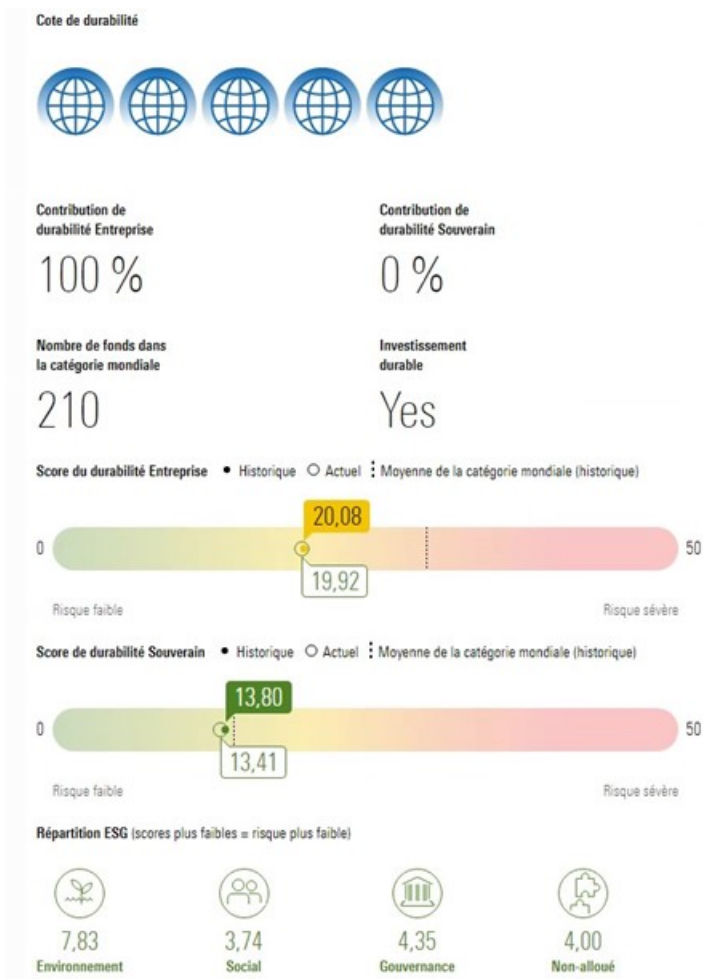 Cote de durabilité
Contribution de
durabilité Entreprise
Contribution de
durabilité Souverain
100 %
0 %
Nombre de fonds dans
la catégorie mondiale
Investissement
durable
210
Yes
Score du durabilité Entreprise • Historique ○ Actuel ⋮ Moyenne de la catégorie mondiale (historique)
20,08
0
50
19,92
Risque faible
Risque sévère
Score de durabilité Souverain • Historique ○ Actuel ⋮ Moyenne de la catégorie mondiale (historique)
13,80
0
50
13,41
Risque faible
Risque sévère
Répartition ESG (scores plus faibles = risque plus faible)
7,83
3,74
4,35
4,00
Environnement
Social
Gouvernance
Non-alloué